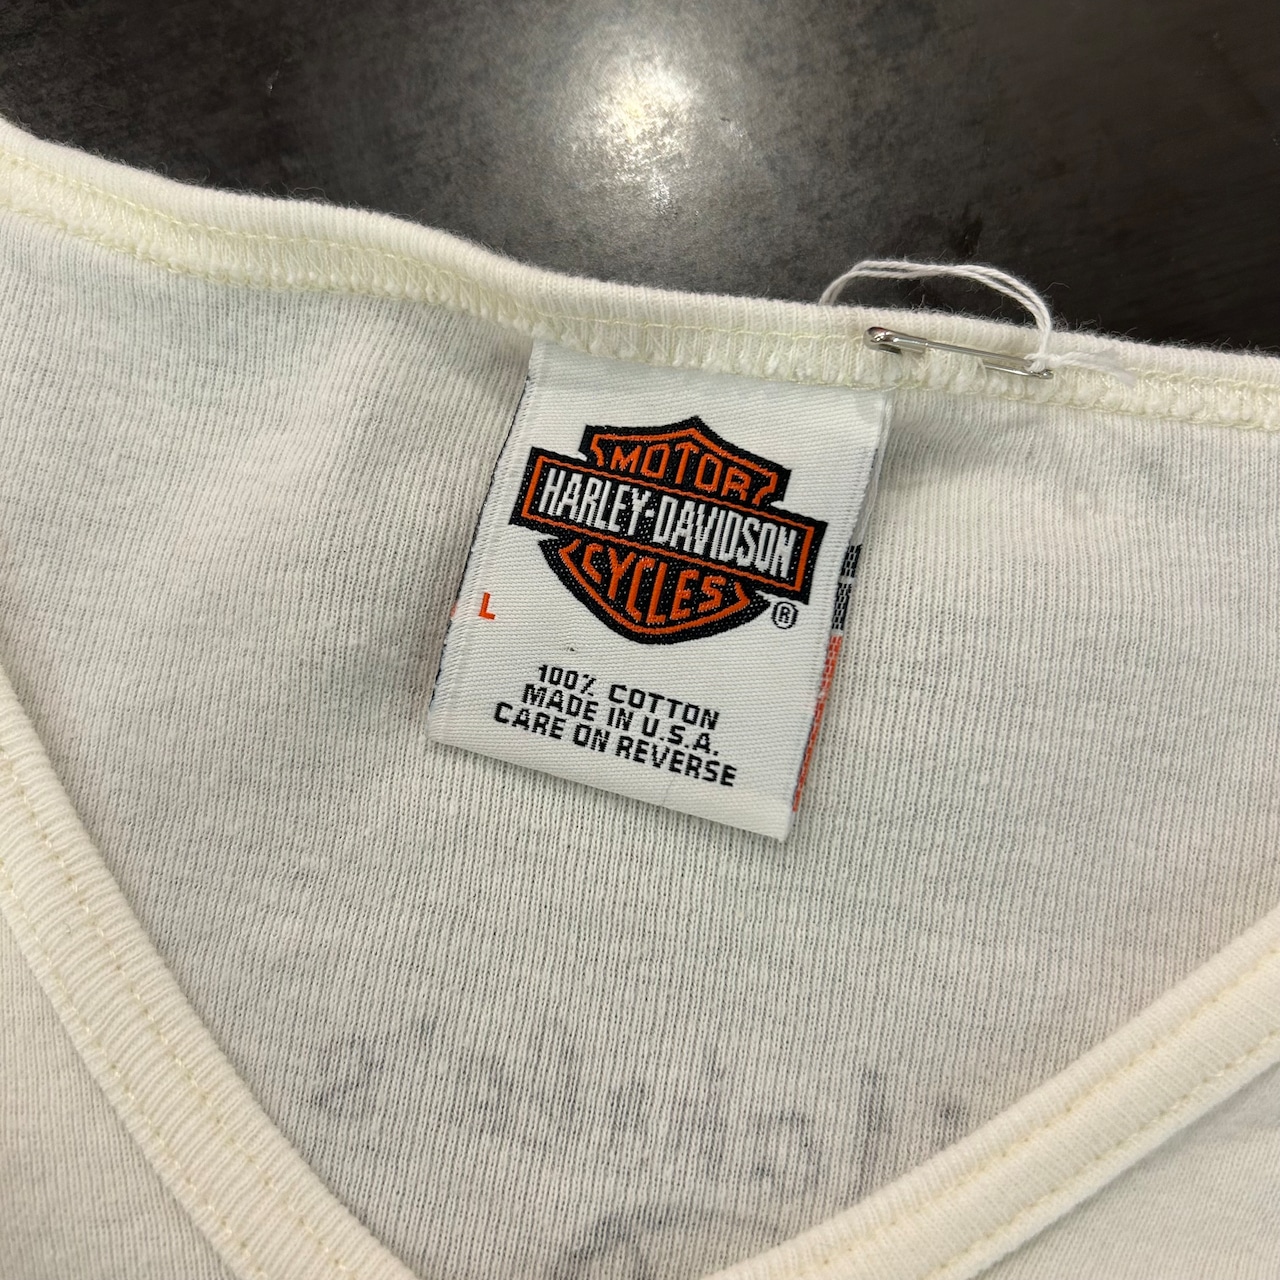 MOTOR
HARLEY-DAVIDSON
CYCLES
®
L
100% COTTON
MADE IN U.S.A.
CARE ON REVERSE